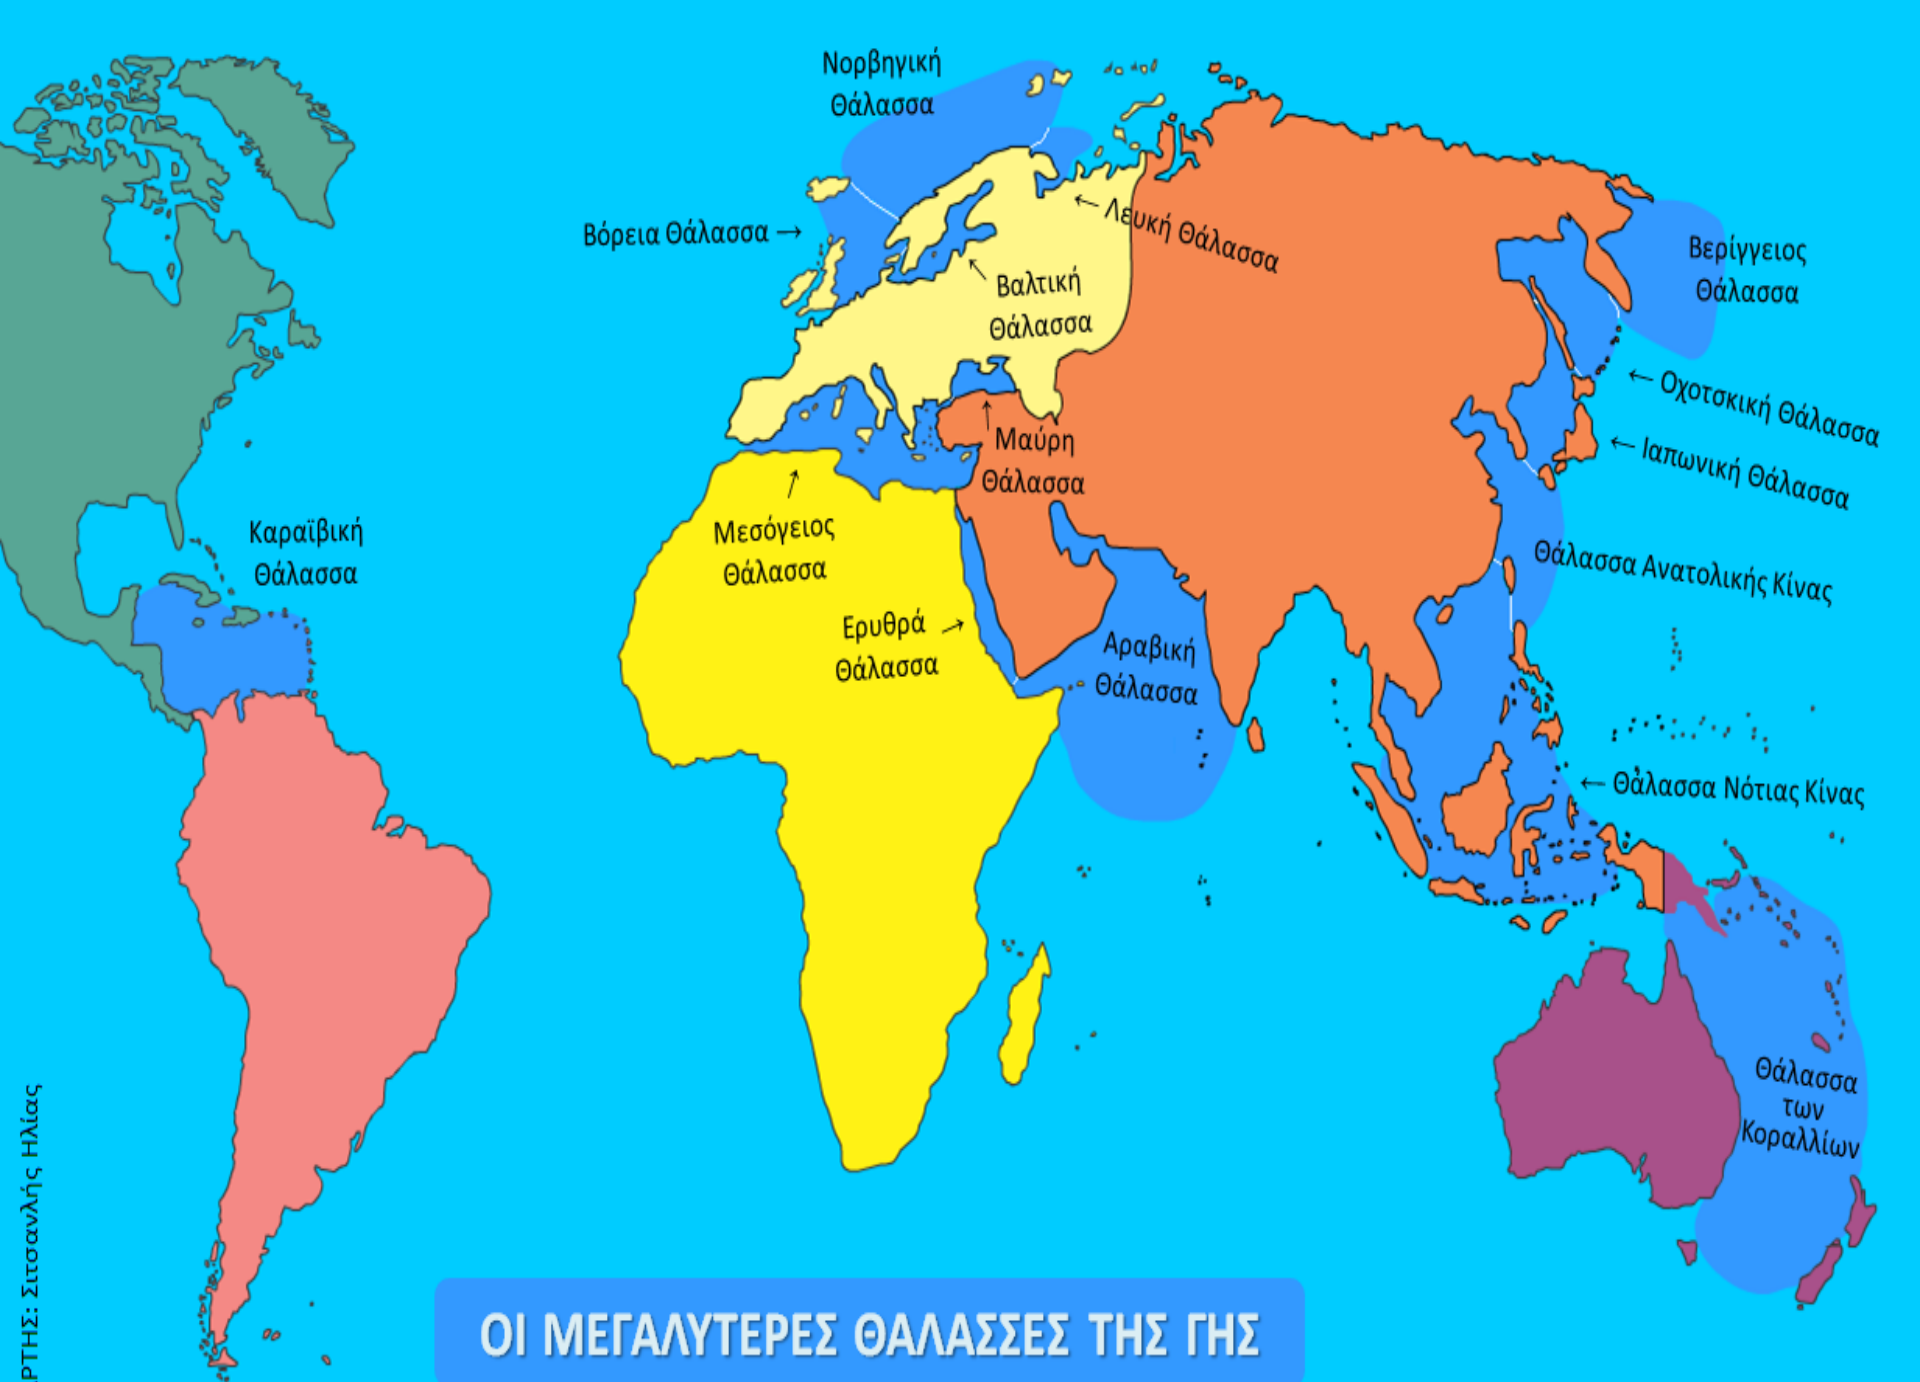 Νορβηγική
Θάλασσα
Βόρεια Θάλασσα →
← Λευκή Θάλασσα
Βαλτική
Θάλασσα
Βερίγγειος
Θάλασσα
← Οχοτσκική Θάλασσα
← Ιαπωνική Θάλασσα
Μαύρη
Θάλασσα
Μεσόγειος
Θάλασσα
Καραϊβική
Θάλασσα
Θάλασσα Ανατολικής Κίνας
Ερυθρά →
Θάλασσα
Αραβική
Θάλασσα
← Θάλασσα Νότιας Κίνας
Θάλασσα
των
Κοραλλίων
ΡΤΗΣ: Σιτσανλής Ηλίας
ΟΙ ΜΕΓΑΛΥΤΕΡΕΣ ΘΑΛΑΣΣΕΣ ΤΗΣ ΓΗΣ